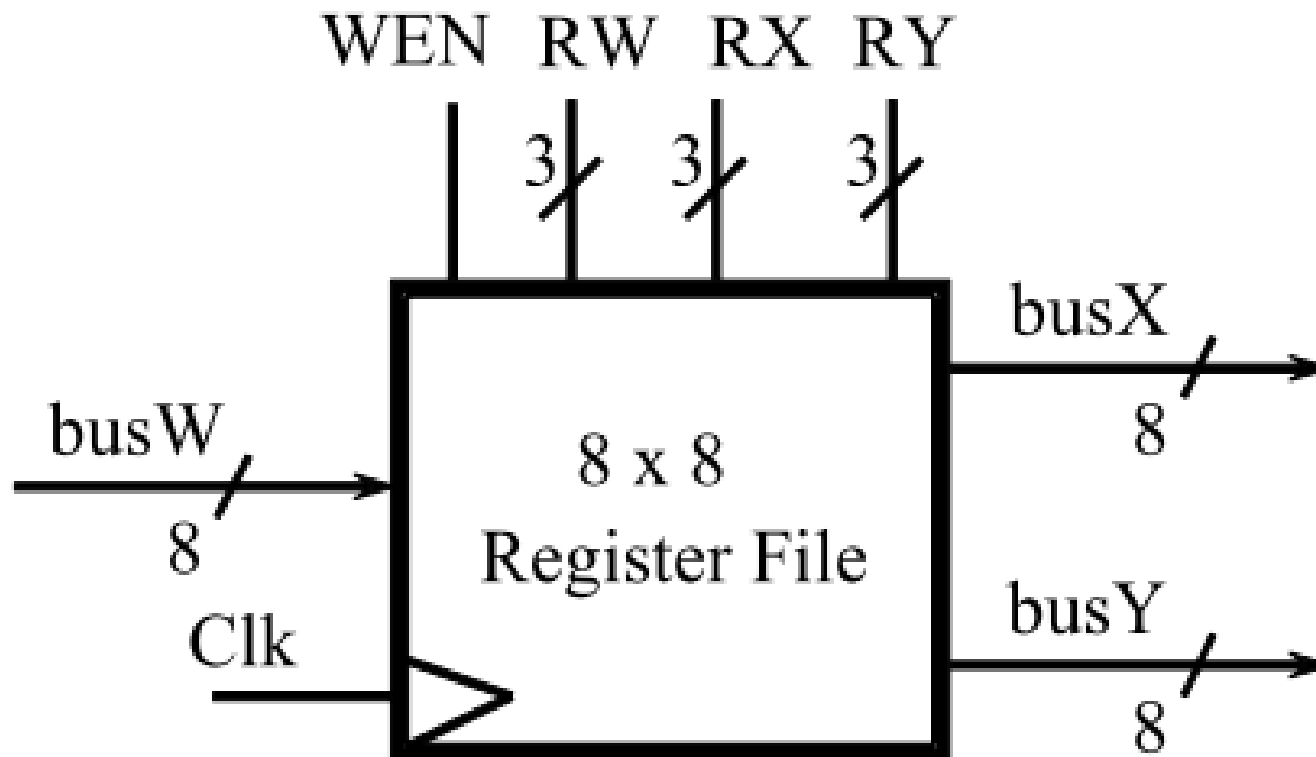 WEN RW RX RY
3 3 3
busX
8
busW
8
8 x 8
Register File
Clk
busY
8